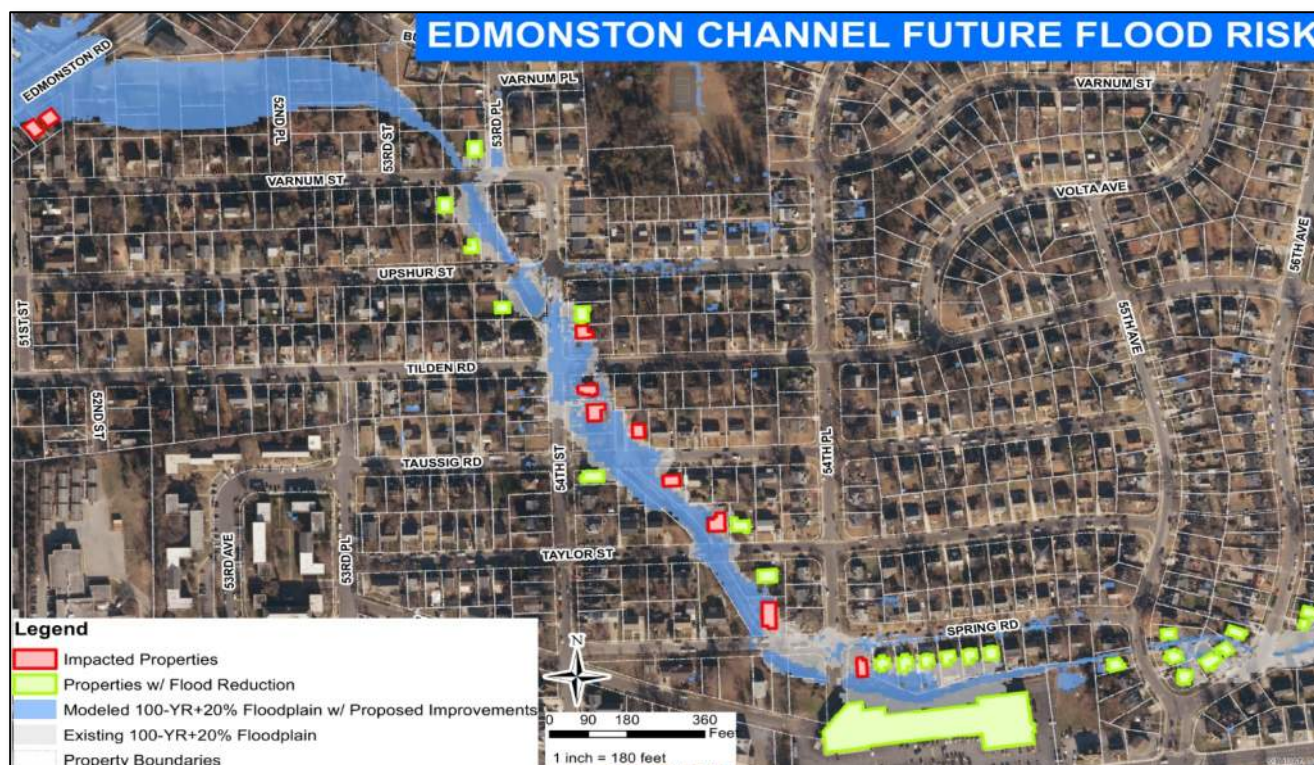 EDMONSTON CHANNEL FUTURE FLOOD RISK
EDMONSTON RD
VARNUM PL
53RD PL
VARNUM ST
52ND PL
53RD ST
VARNUM ST
VOLTA AVE
56TH AVE
UPSHUR ST
51ST ST
55TH AVE
TILDEN RD
52ND ST
TAUSSIG RD
54TH ST
54TH PL
TAYLOR ST
53RD AVE
53RD PL
SPRING RD
Legend
Impacted Properties
Properties w/ Flood Reduction
Modeled 100-YR+20% Floodplain w/ Proposed Improvements
Existing 100-YR+20% Floodplain
Property Boundaries
N
0 90 180 360
Feet
1 inch = 180 feet